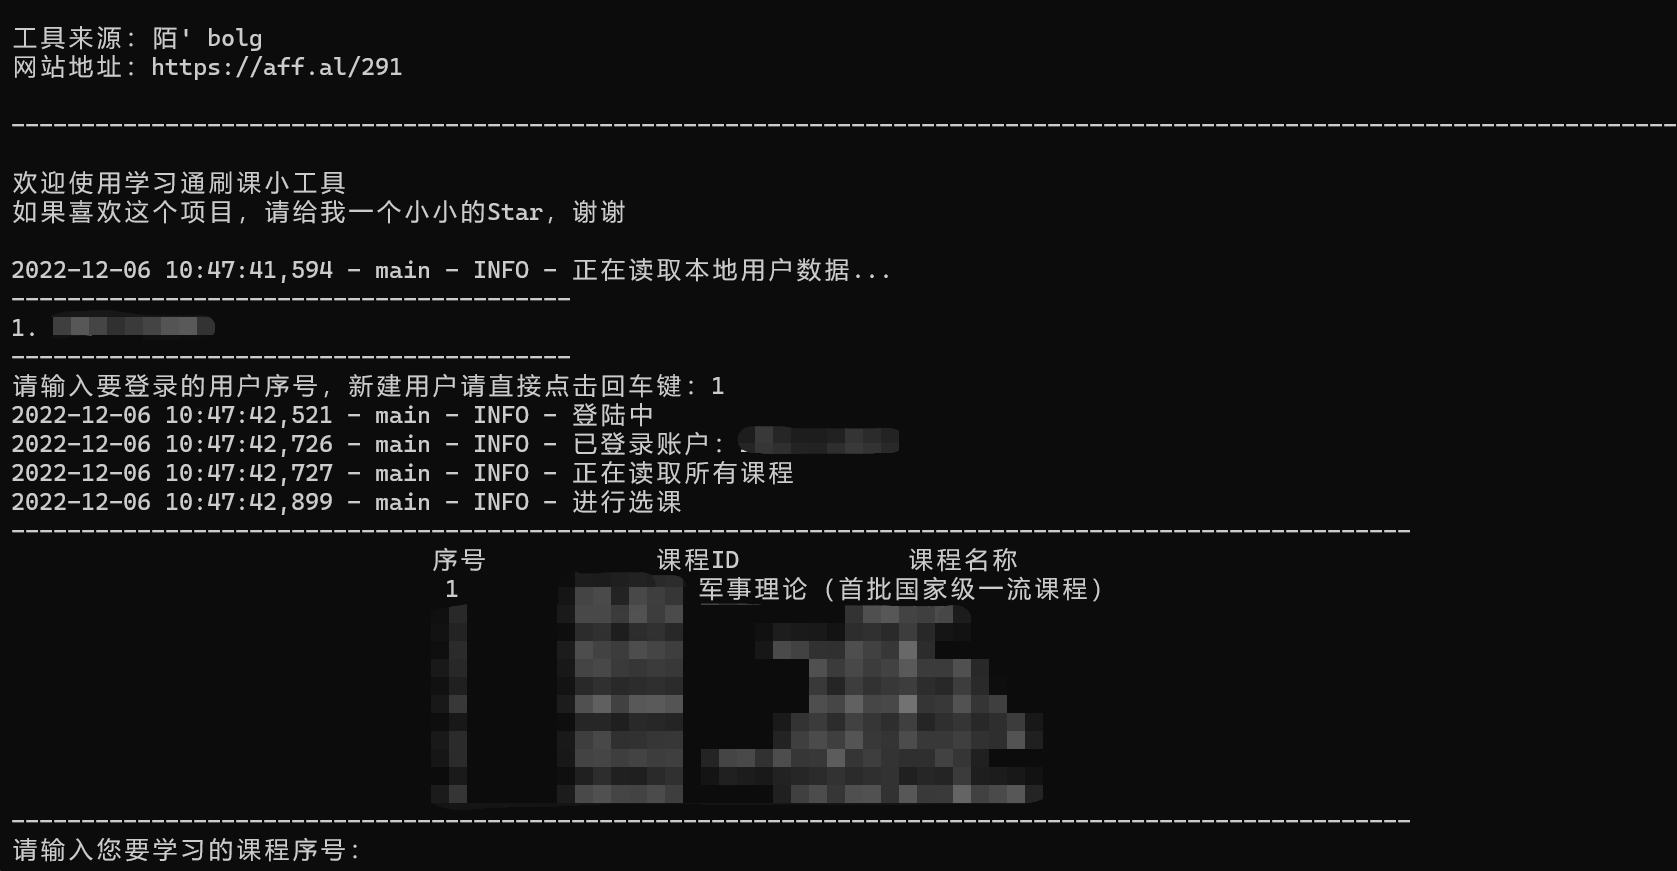 工具来源：陌' bolg
网站地址：https://aff.al/291
欢迎使用学习通刷课小工具
如果喜欢这个项目，请给我一个小小的Star，谢谢
2022-12-06 10:47:41,594 - main - INFO - 正在读取本地用户数据...
1.
请输入要登录的用户序号，新建用户请直接点击回车键：1
2022-12-06 10:47:42,521 - main - INFO - 登陆中
2022-12-06 10:47:42,726 - main - INFO - 已登录账户：
2022-12-06 10:47:42,727 - main - INFO - 正在读取所有课程
2022-12-06 10:47:42,899 - main - INFO - 进行选课
序号 课程ID 课程名称
1 军事理论（首批国家级一流课程）
请输入您要学习的课程序号：